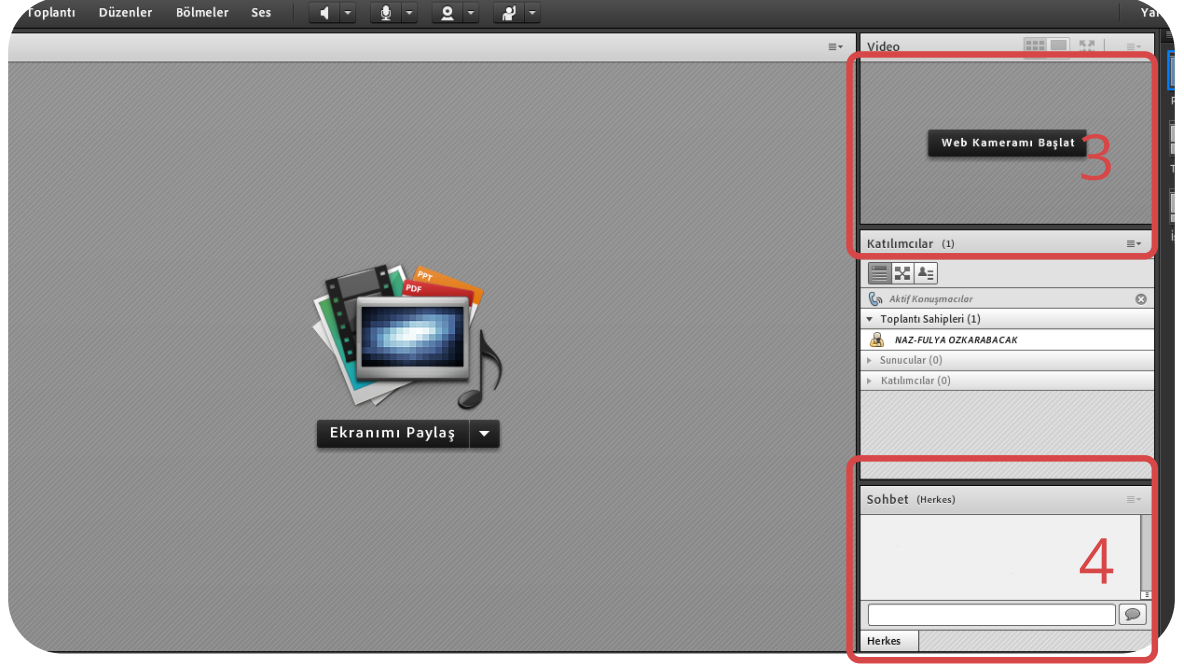 Toplantı Düzenler Bölmeler Ses
Video
Web Kameramı Başlat
3
Katılımcılar (1)
Aktif Konuşmacılar
Toplantı Sahipleri (1)
NAZ-FULYA OZKARABACAK
Sunucular (0)
Katılımcılar (0)
PPT
PDF
Ekranımı Paylaş
Sohbet (Herkes)
4
Herkes